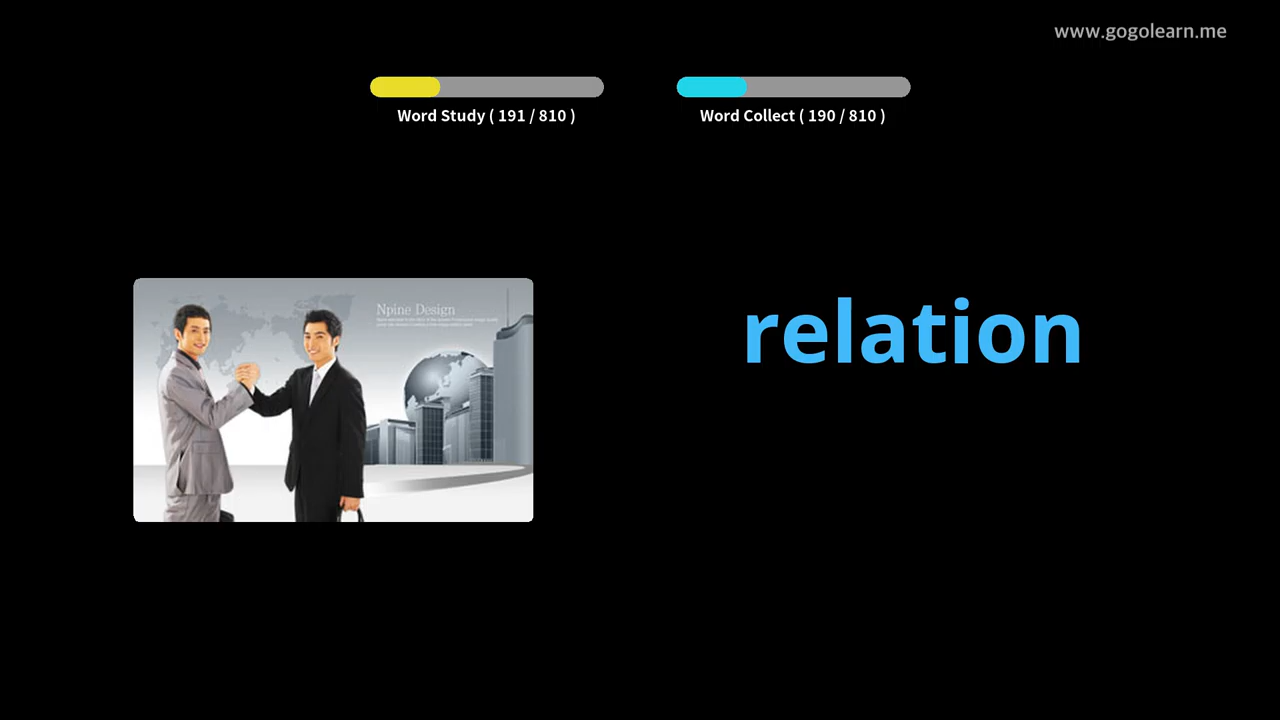 www.gogolearn.me
Word Study ( 191 / 810 )
Word Collect ( 190 / 810 )
Npine Design
relation